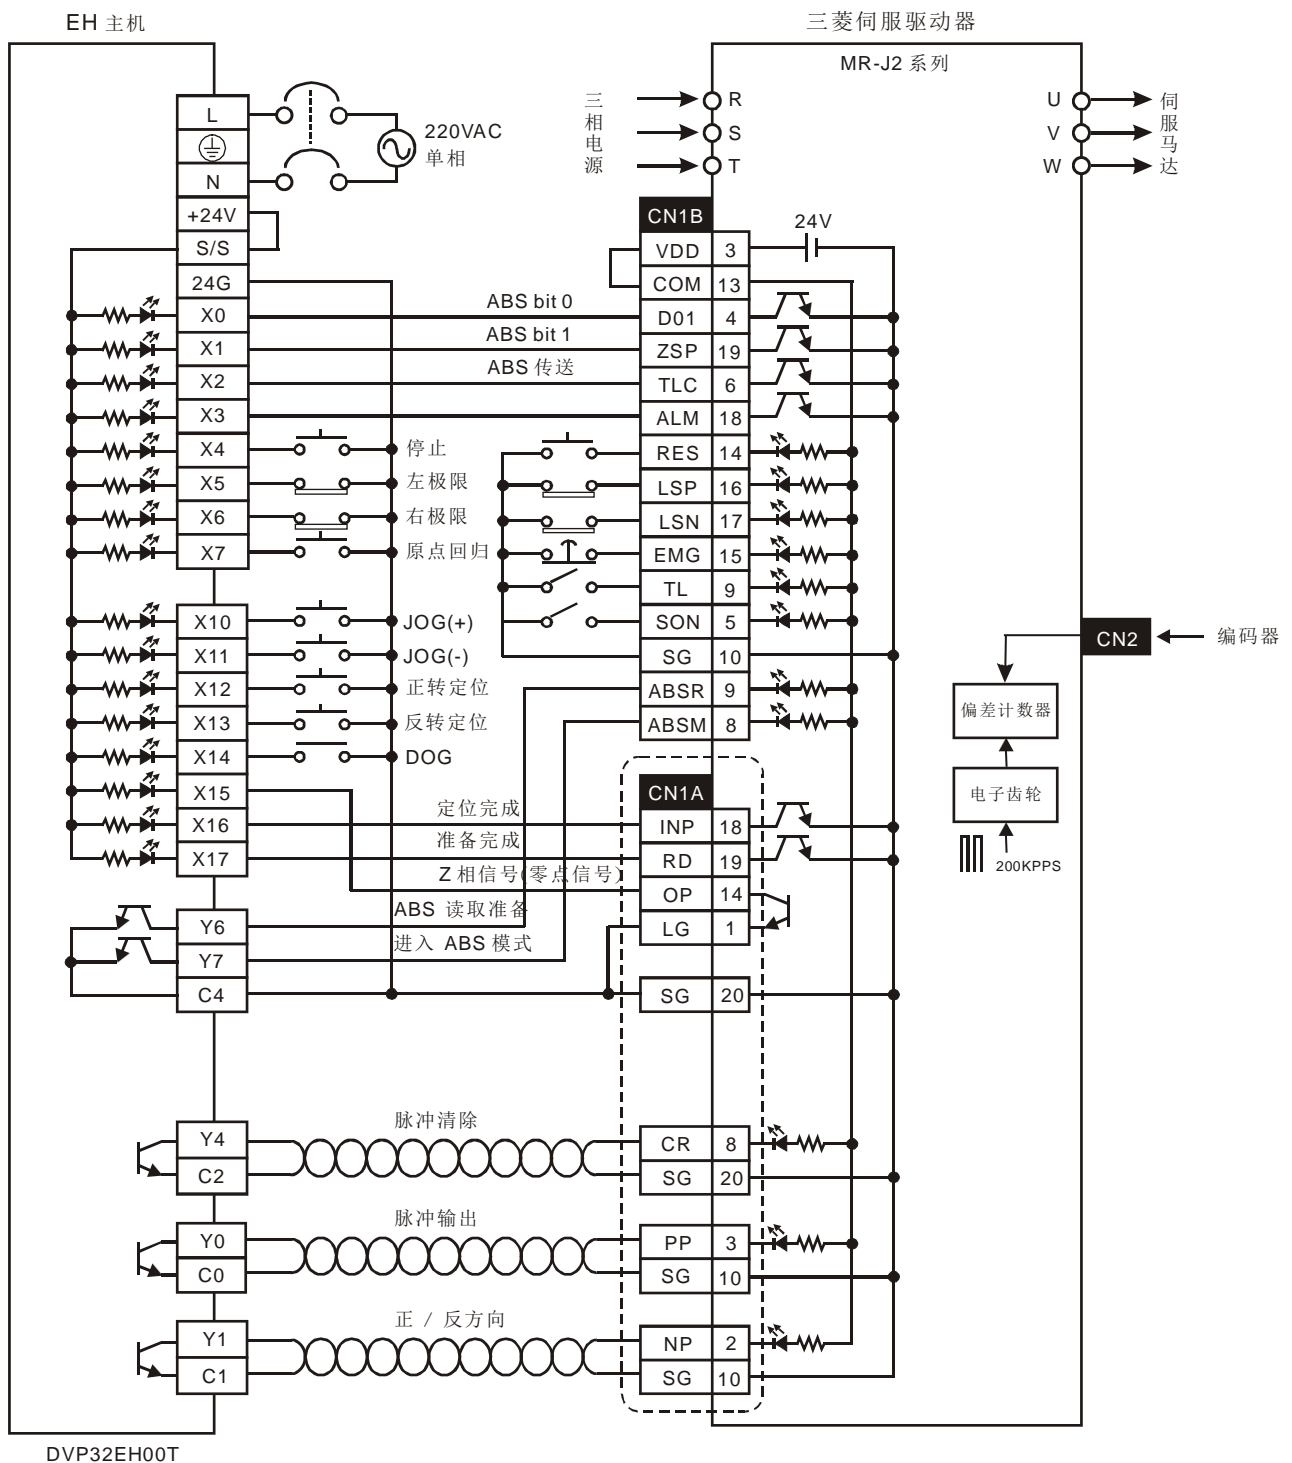 EH 主机
三菱伺服驱动器
MR-J2 系列
L
N
+24V
S/S
24G
X0
X1
X2
X3
X4
X5
X6
X7
X10
X11
X12
X13
X14
X15
X16
X17
Y6
Y7
C4
Y4
C2
Y0
C0
Y1
C1
220VAC
单相
ABS bit 0
ABS bit 1
ABS 传送
停止
左极限
右极限
原点回归
JOG(+)
JOG(-)
正转定位
反转定位
DOG
定位完成
准备完成
Z 相信号(零点信号)
ABS 读取准备
进入 ABS 模式
脉冲清除
脉冲输出
正 / 反方向
三相电源
R
S
T
U
V
W
伺服马达
CN1B
24V
VDD 3
COM 13
D01 4
ZSP 19
TLC 6
ALM 18
RES 14
LSP 16
LSN 17
EMG 15
TL 9
SON 5
SG 10
ABSR 9
ABSM 8
CN1A
INP 18
RD 19
OP 14
LG 1
SG 20
CR 8
SG 20
PP 3
SG 10
NP 2
SG 10
CN2
编码器
偏差计数器
电子齿轮
200KPPS
DVP32EH00T